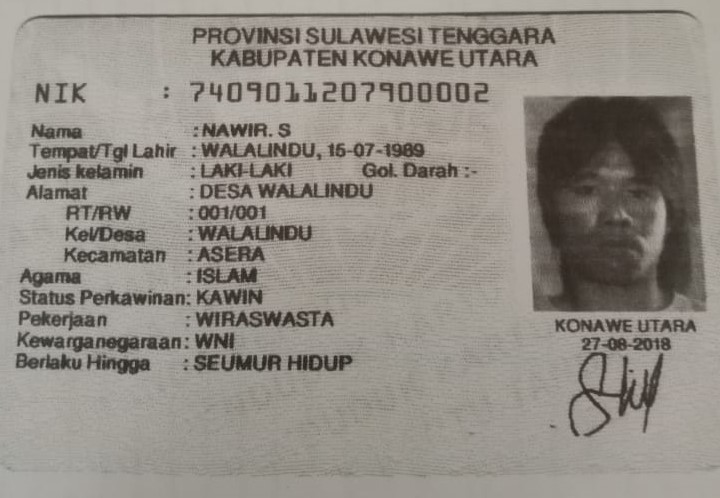 PROVINSI SULAWESI TENGGARA
KABUPATEN KONAWE UTARA
NIK : 7409011207900002
Nama : NAWIR. S
Tempat/Tgl Lahir : WALALINDU, 15-07-1989
Jenis kelamin : LAKI-LAKI Gol. Darah :-
Alamat : DESA WALALINDU
RT/RW : 001/001
Kel/Desa : WALALINDU
Kecamatan : ASERA
Agama : ISLAM
Status Perkawinan: KAWIN
Pekerjaan : WIRASWASTA
Kewarganegaraan: WNI
Berlaku Hingga : SEUMUR HIDUP
KONAWE UTARA
27-08-2018